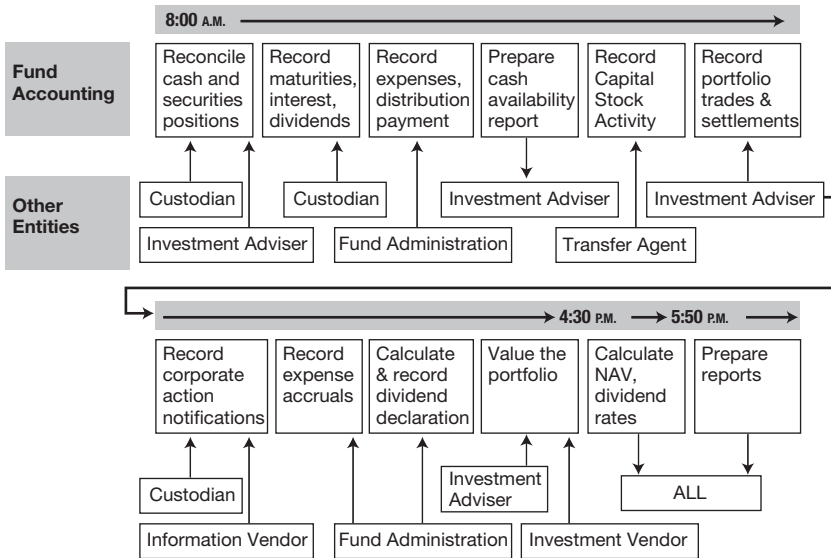 8:00 A.M.
Fund
Accounting
Reconcile
cash and
securities
positions
Record
maturities,
interest,
dividends
Record
expenses,
distribution
payment
Prepare
cash
availability
report
Record
Capital
Stock
Activity
Record
portfolio
trades &
settlements
Other
Entities
Custodian
Custodian
Investment Adviser
Investment Adviser
Investment Adviser
Fund Administration
Transfer Agent
4:30 P.M.
5:50 P.M.
Record
corporate
action
notifications
Record
expense
accruals
Calculate
& record
dividend
declaration
Value the
portfolio
Calculate
NAV,
dividend
rates
Prepare
reports
Custodian
Investment
Adviser
ALL
Information Vendor
Fund Administration
Investment Vendor